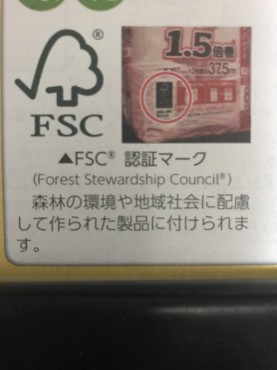 FSC®
1.5倍巻
37.5m
▲FSC® 認証マーク
(Forest Stewardship Council®)
森林の環境や地域社会に配慮
して作られた製品に付けられま
す。